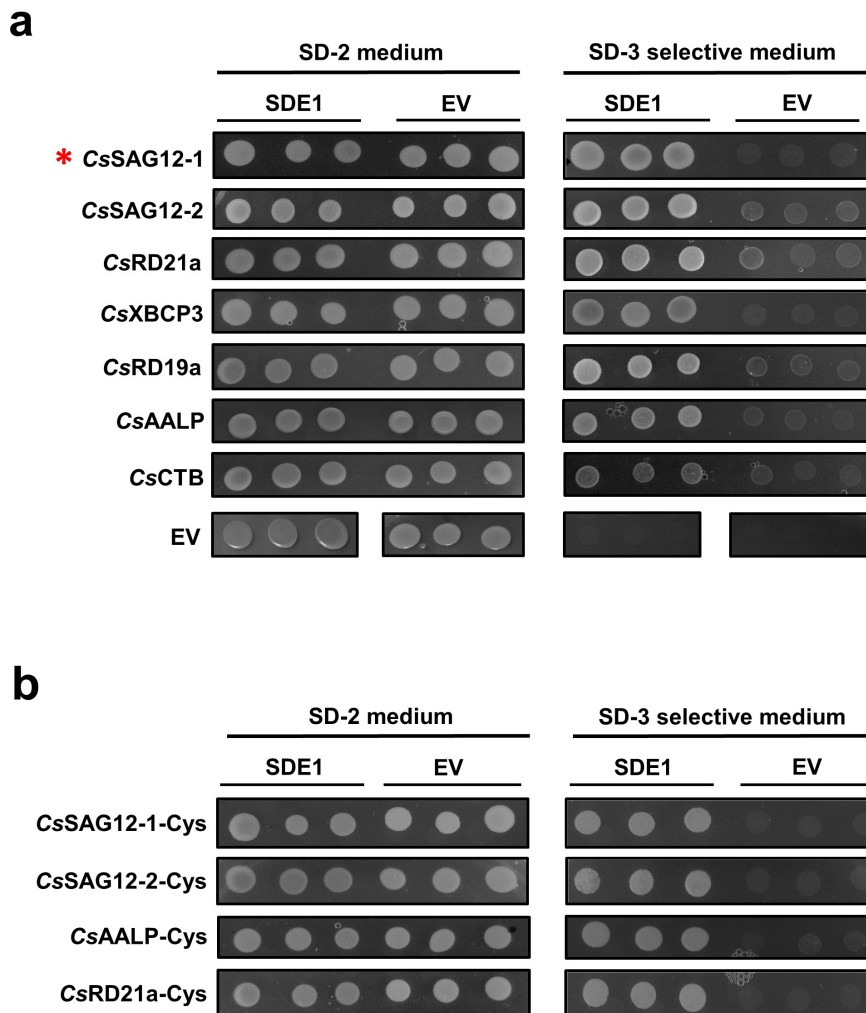 a
SD-2 medium SD-3 selective medium
SDE1 EV SDE1 EV
* CsSAG12-1
CsSAG12-2
CsRD21a
CsXBCP3
CsRD19a
CsAALP
CsCTB
EV
b
SD-2 medium SD-3 selective medium
SDE1 EV SDE1 EV
CsSAG12-1-Cys
CsSAG12-2-Cys
CsAALP-Cys
CsRD21a-Cys